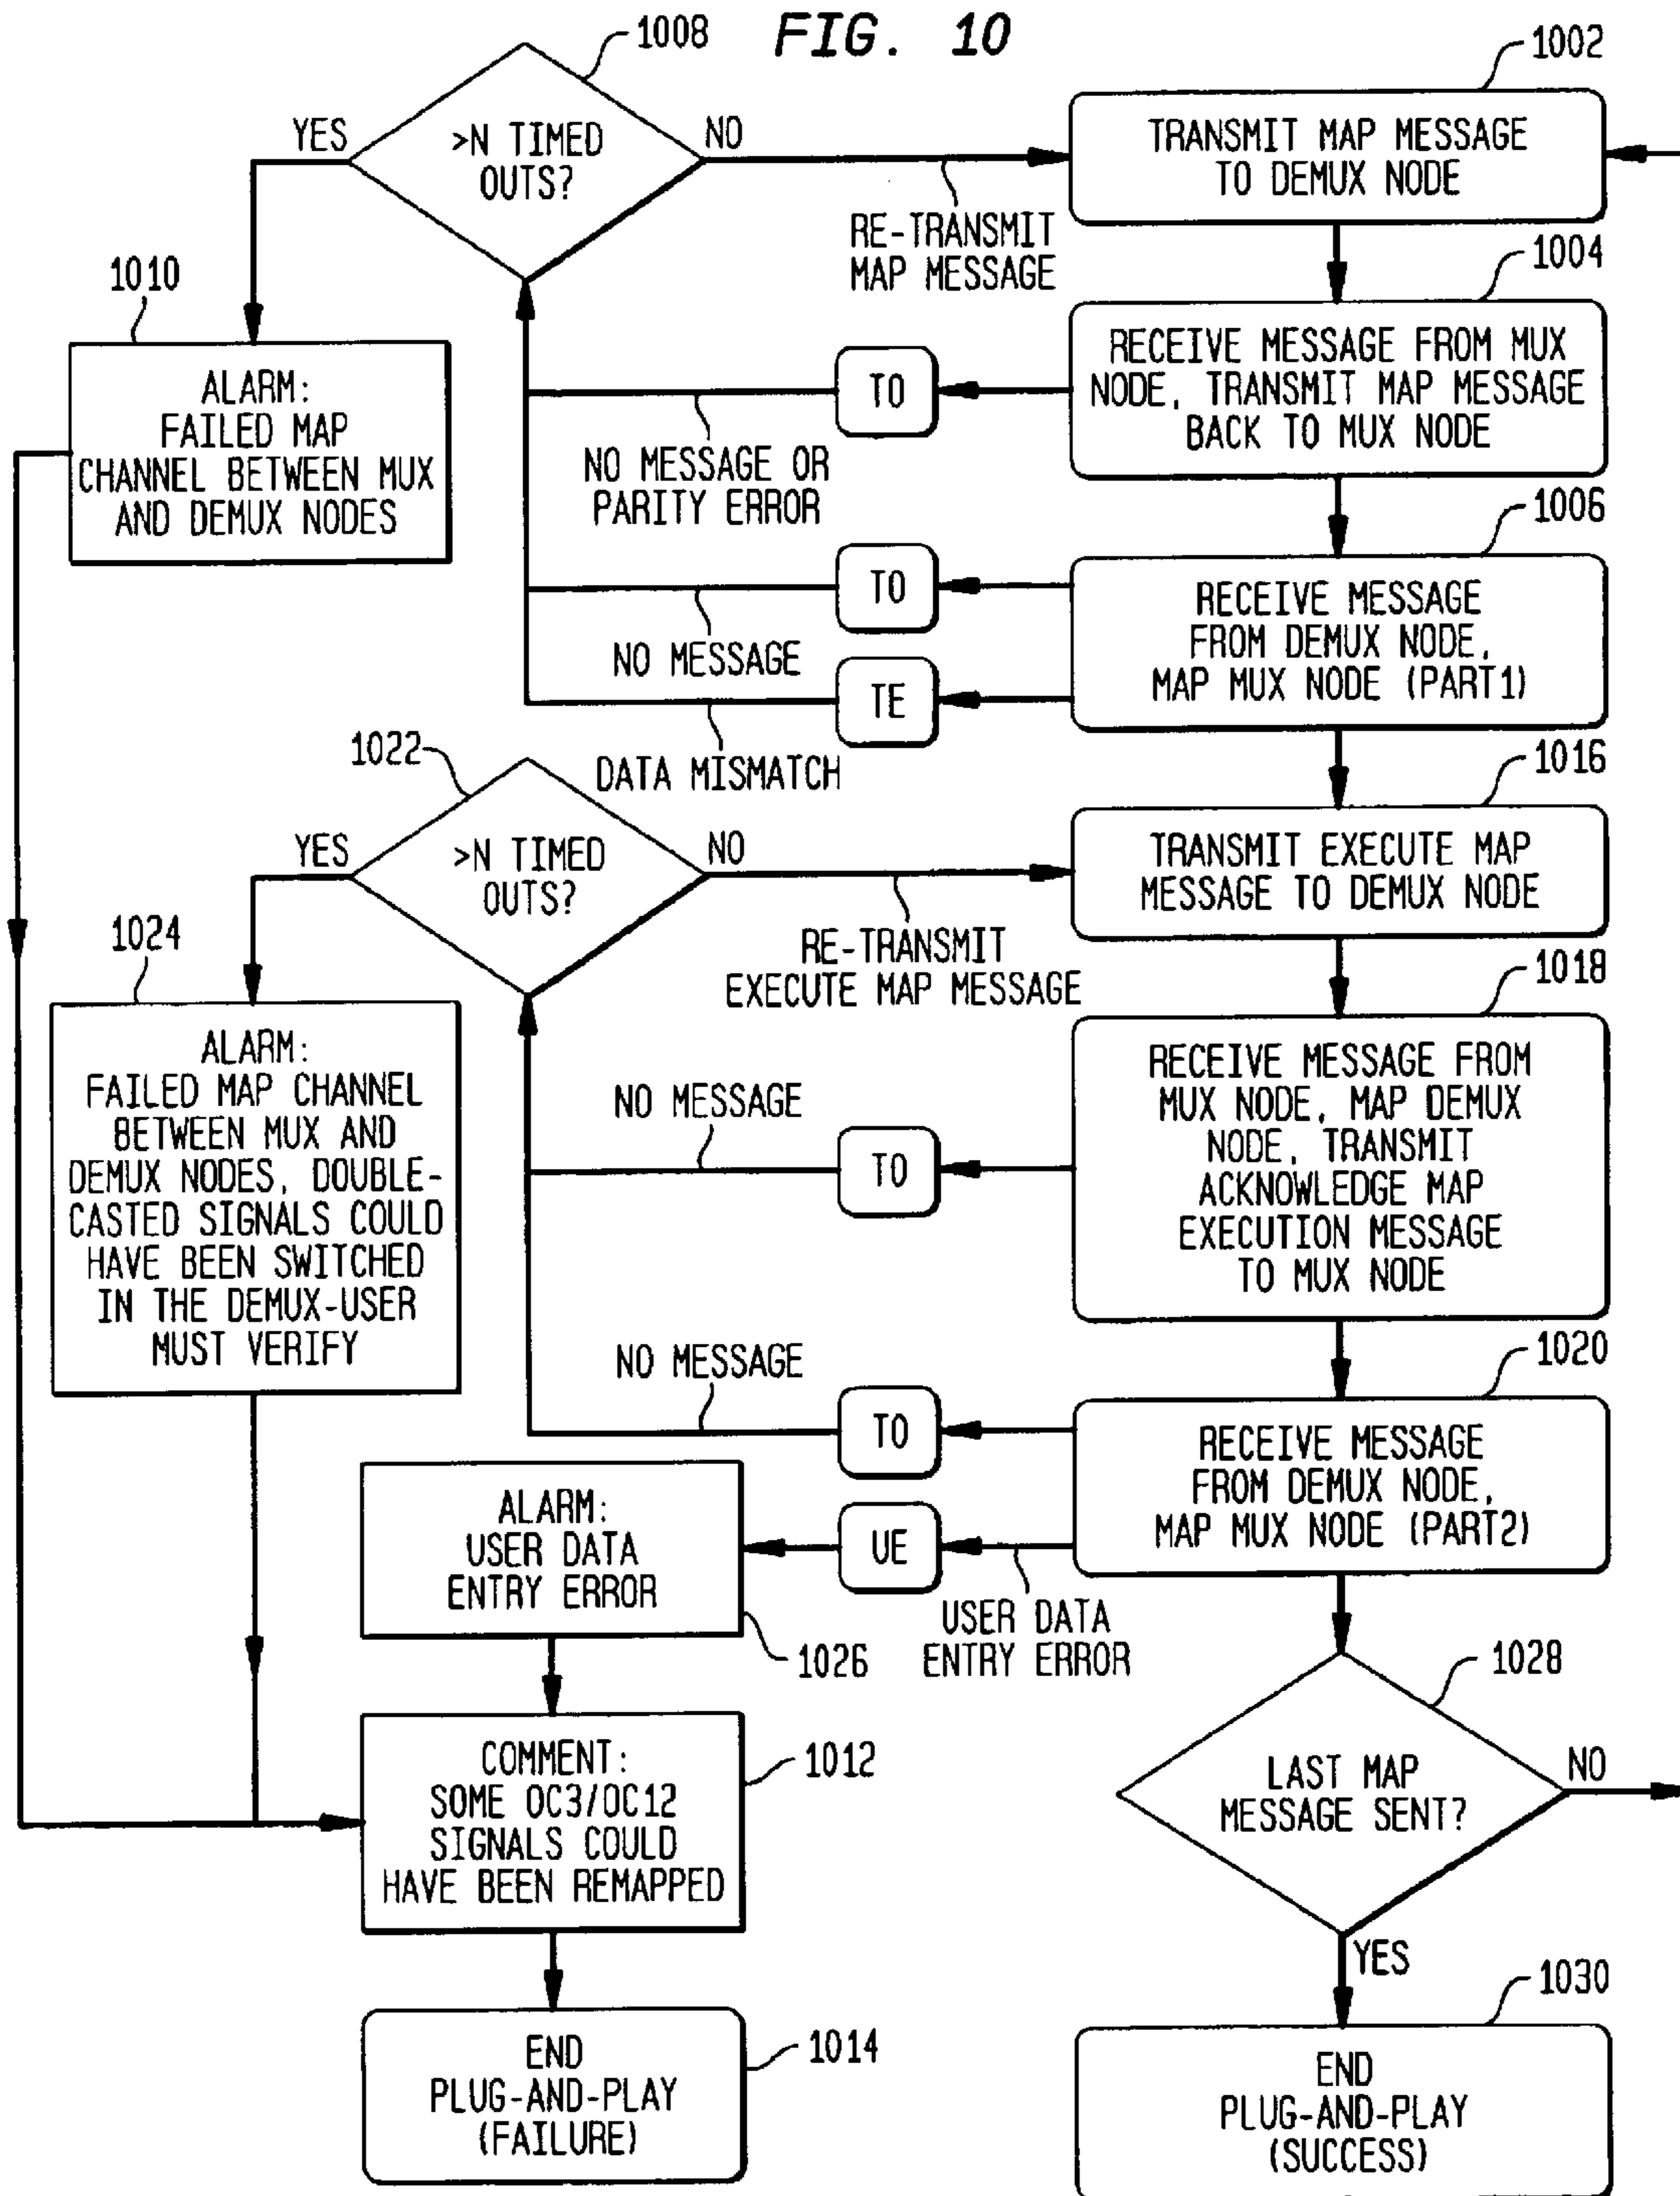 FIG. 10
1008
1002
>N TIMED
OUTS?
YES
NO
TRANSMIT MAP MESSAGE
TO DEMUX NODE
RE-TRANSMIT
MAP MESSAGE
1010
ALARM:
FAILED MAP
CHANNEL BETWEEN MUX
AND DEMUX NODES
1004
RECEIVE MESSAGE FROM MUX
NODE, TRANSMIT MAP MESSAGE
BACK TO MUX NODE
TO
NO MESSAGE OR
PARITY ERROR
1006
RECEIVE MESSAGE
FROM DEMUX NODE,
MAP MUX NODE (PART1)
TO
NO MESSAGE
TE
DATA MISMATCH
1022
>N TIMED
OUTS?
YES
NO
1016
TRANSMIT EXECUTE MAP
MESSAGE TO DEMUX NODE
RE-TRANSMIT
EXECUTE MAP MESSAGE
1024
ALARM:
FAILED MAP CHANNEL
BETWEEN MUX AND
DEMUX NODES, DOUBLE-
CASTED SIGNALS COULD
HAVE BEEN SWITCHED
IN THE DEMUX-USER
MUST VERIFY
1018
RECEIVE MESSAGE FROM
MUX NODE, MAP DEMUX
NODE, TRANSMIT
ACKNOWLEDGE MAP
EXECUTION MESSAGE
TO MUX NODE
NO MESSAGE
TO
1020
RECEIVE MESSAGE
FROM DEMUX NODE,
MAP MUX NODE (PART2)
NO MESSAGE
TO
UE
USER DATA
ENTRY ERROR
ALARM:
USER DATA
ENTRY ERROR
1026
1028
LAST MAP
MESSAGE SENT?
NO
YES
COMMENT:
SOME OC3/OC12
SIGNALS COULD
HAVE BEEN REMAPPED
1012
END
PLUG-AND-PLAY
(FAILURE)
1014
1030
END
PLUG-AND-PLAY
(SUCCESS)